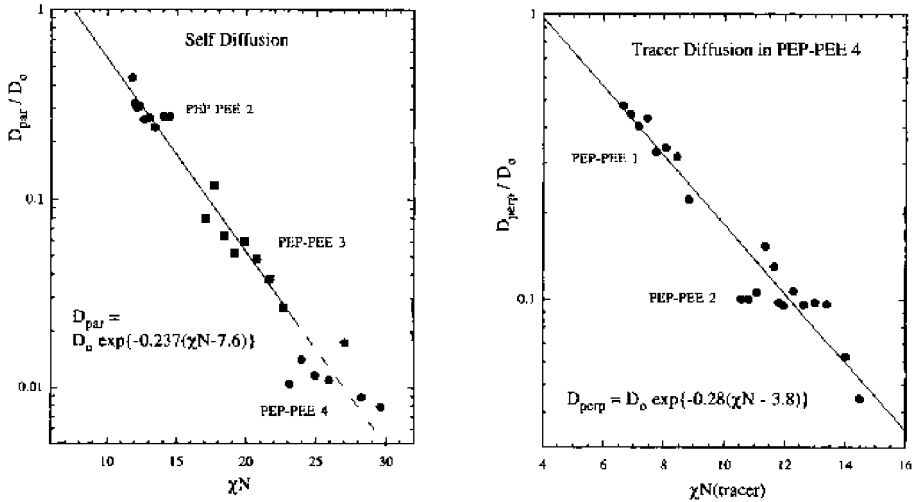 Self Diffusion
PEP-PEE 2
PEP-PEE 3
PEP-PEE 4
D_par =
D_o exp{-0.237(χN-7.6)}
D_par / D_o
1
0.1
0.01
10 15 20 25 30
χN
Tracer Diffusion in PEP-PEE 4
PEP-PEE 1
PEP-PEE 2
D_perp = D_o exp{-0.28(χN - 3.8)}
D_perp / D_o
1
0.1
4 6 8 10 12 14 16
χN(tracer)